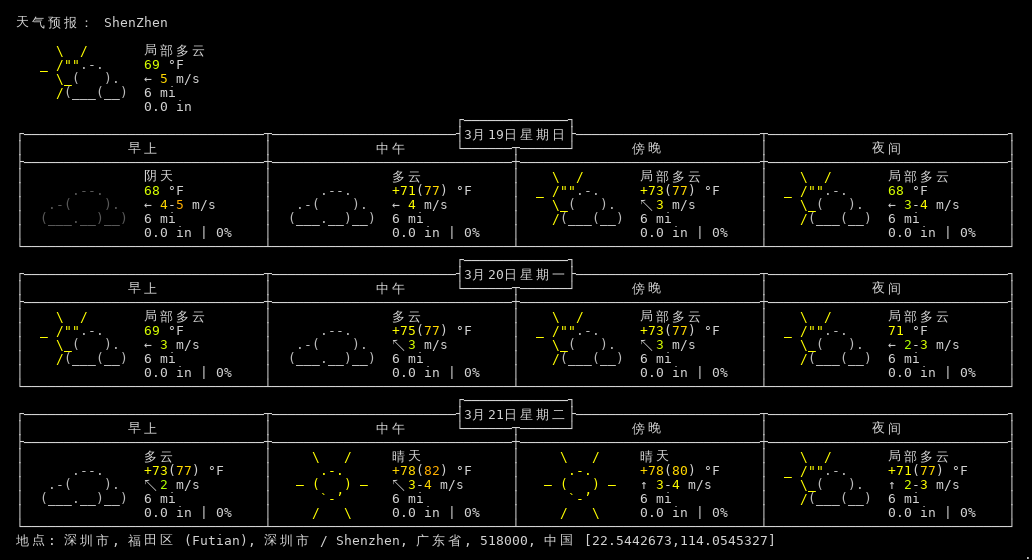 天气预报: ShenZhen
局部多云
69 °F
← 5 m/s
6 mi
0.0 in
3月19日星期日
早上 中午 傍晚 夜间
阴天 多云 局部多云 局部多云
68 °F +71(77) °F +73(77) °F 68 °F
← 4-5 m/s ← 4 m/s ↖ 3 m/s ← 3-4 m/s
6 mi 6 mi 6 mi 6 mi
0.0 in | 0% 0.0 in | 0% 0.0 in | 0% 0.0 in | 0%
3月20日星期一
早上 中午 傍晚 夜间
局部多云 多云 局部多云 局部多云
69 °F +75(77) °F +73(77) °F 71 °F
← 3 m/s ↖ 3 m/s ↖ 3 m/s ← 2-3 m/s
6 mi 6 mi 6 mi 6 mi
0.0 in | 0% 0.0 in | 0% 0.0 in | 0% 0.0 in | 0%
3月21日星期二
早上 中午 傍晚 夜间
多云 晴天 晴天 局部多云
+73(77) °F +78(82) °F +78(80) °F +71(77) °F
↖ 2 m/s ↖ 3-4 m/s ↑ 3-4 m/s ↑ 2-3 m/s
6 mi 6 mi 6 mi 6 mi
0.0 in | 0% 0.0 in | 0% 0.0 in | 0% 0.0 in | 0%
地点: 深圳市, 福田区 (Futian), 深圳市 / Shenzhen, 广东省, 518000, 中国 [22.5442673,114.0545327]